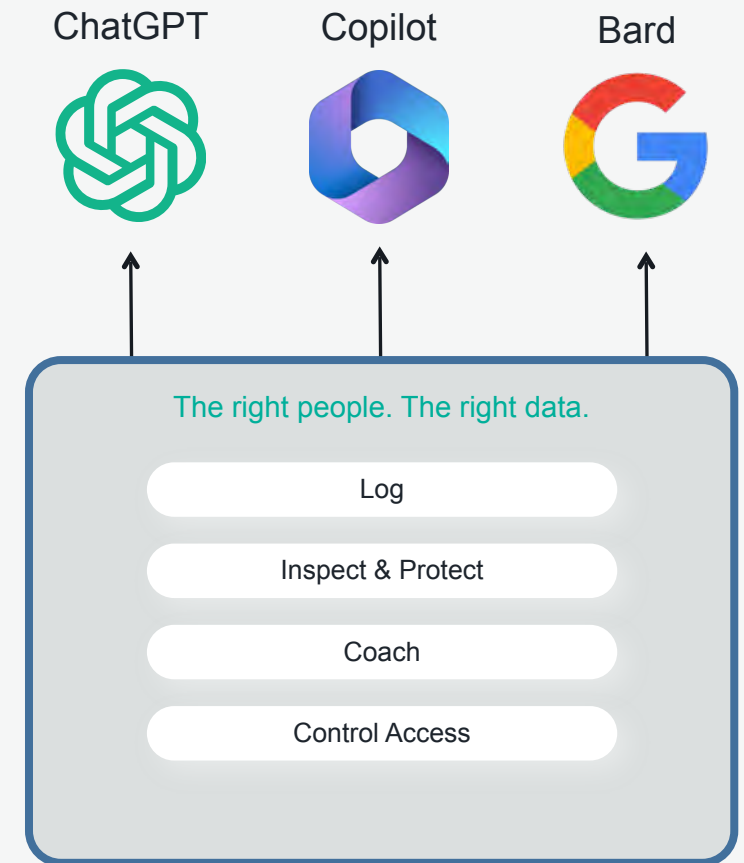 ChatGPT
Copilot
Bard
The right people. The right data.
Log
Inspect & Protect
Coach
Control Access